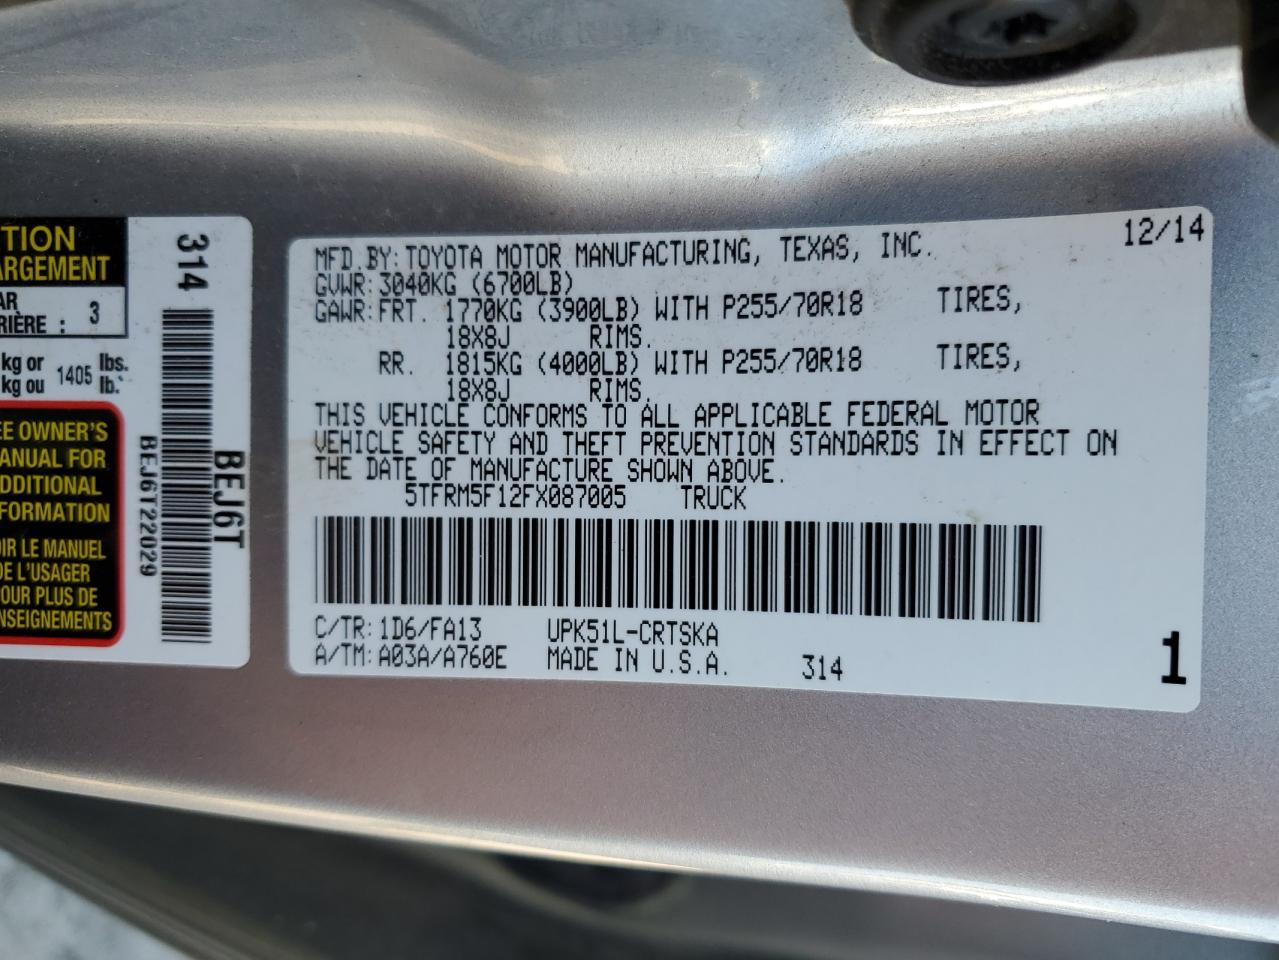 TION
ARGEMENT
AR
RIÈRE : 3
kg or 1405 lbs.
kg ou lb.
EE OWNER'S
ANUAL FOR
DDITIONAL
FORMATION
OIR LE MANUEL
DE L'USAGER
POUR PLUS DE
NSEIGNEMENTS
314
BEJ6T
BEJ6T22029
MFD.BY:TOYOTA MOTOR MANUFACTURING, TEXAS, INC. 12/14
GVWR:3040KG (6700LB)
GAWR:FRT. 1770KG (3900LB) WITH P255/70R18 TIRES,
18X8J RIMS.
RR. 1815KG (4000LB) WITH P255/70R18 TIRES,
18X8J RIMS.
THIS VEHICLE CONFORMS TO ALL APPLICABLE FEDERAL MOTOR
VEHICLE SAFETY AND THEFT PREVENTION STANDARDS IN EFFECT ON
THE DATE OF MANUFACTURE SHOWN ABOVE.
5TFRM5F12FX087005 TRUCK
C/TR:1D6/FA13 UPK51L-CRTSKA
A/TM:A03A/A760E MADE IN U.S.A. 314 1